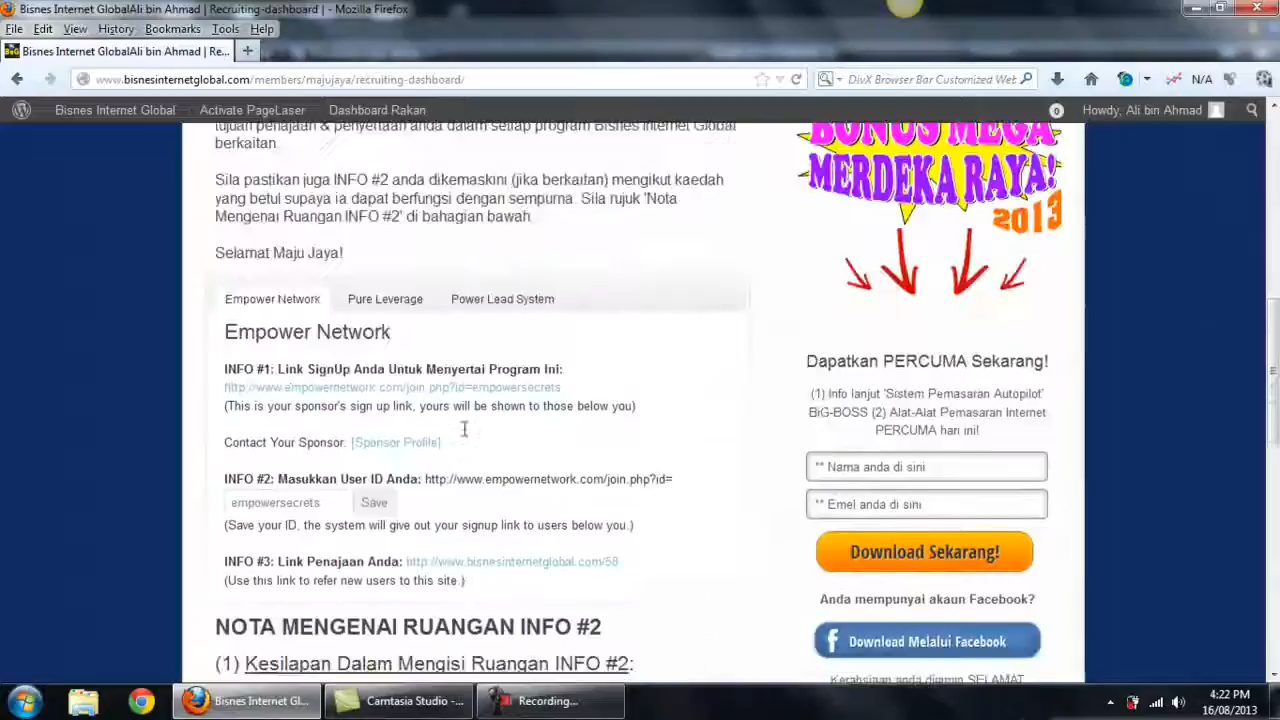 Bisnes Internet GlobalAli bin Ahmad | Recruiting-dashboard | - Mozilla Firefox
File Edit View History Bookmarks Tools Help
Bisnes Internet GlobalAli bin Ahmad | Re...
www.bisnesinternetglobal.com/members/majujaya/recruiting-dashboard/
DivX Browser Bar Customized Web
N/A
Bisnes Internet Global Activate PageLaser Dashboard Rakan
0 Howdy, Ali bin Ahmad
tujuan penajaan & penyertaan anda dalam setiap program Bisnes Internet Global
berkaitan.
Sila pastikan juga INFO #2 anda dikemaskini (jika berkaitan) mengikut kaedah
yang betul supaya ia dapat berfungsi dengan sempurna. Sila rujuk 'Nota
Mengenai Ruangan INFO #2' di bahagian bawah.
Selamat Maju Jaya!
Empower Network Pure Leverage Power Lead System
Empower Network
INFO #1: Link SignUp Anda Untuk Menyertai Program Ini:
http://www.empowernetwork.com/join.php?id=empowersecrets
(This is your sponsor's sign up link, yours will be shown to those below you)
Contact Your Sponsor: [Sponsor Profile]
INFO #2: Masukkan User ID Anda: http://www.empowernetwork.com/join.php?id=
empowersecrets Save
(Save your ID, the system will give out your signup link to users below you.)
INFO #3: Link Penajaan Anda: http://www.bisnesinternetglobal.com/58
(Use this link to refer new users to this site.)
NOTA MENGENAI RUANGAN INFO #2
(1) Kesilapan Dalam Mengisi Ruangan INFO #2:
BONUS MEGA
MERDEKA RAYA!
2013
Dapatkan PERCUMA Sekarang!
(1) Info lanjut 'Sistem Pemasaran Autopilot'
BiG-BOSS (2) Alat-Alat Pemasaran Internet
PERCUMA hari ini!
** Nama anda di sini
** Emel anda di sini
Download Sekarang!
Anda mempunyai akaun Facebook?
f Download Melalui Facebook
Kerahsiaan anda dijamin SELAMAT
Bisnes Internet Gl... Camtasia Studio -... Recording...
4:22 PM
16/08/2013